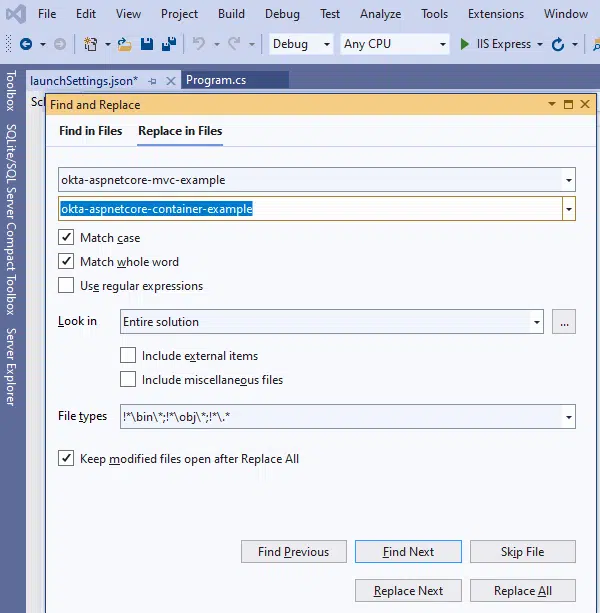 File Edit View Project Build Debug Test Analyze Tools Extensions Window
Debug Any CPU IIS Express
launchSettings.json* Program.cs
Toolbox
SQLite/SQL Server Compact Toolbox
Server Explorer
Sc
Find and Replace
Find in Files Replace in Files
okta-aspnetcore-mvc-example
okta-aspnetcore-container-example
Match case
Match whole word
Use regular expressions
Look in Entire solution ...
Include external items
Include miscellaneous files
File types !*\bin\*;!*\obj\*;!*\.*
Keep modified files open after Replace All
Find Previous Find Next Skip File
Replace Next Replace All